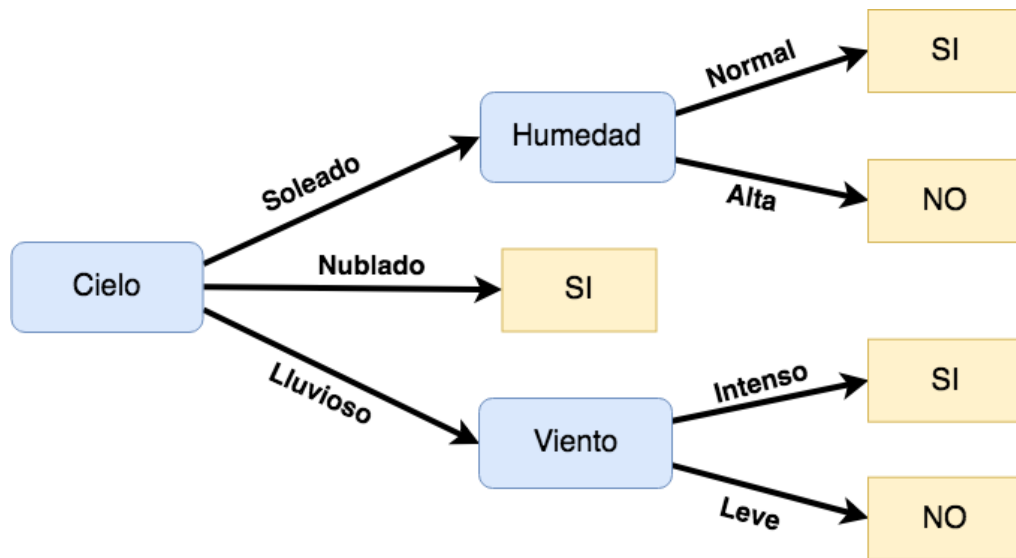 Normal
SI
Humedad
Soleado
Alta
NO
Cielo
Nublado
SI
Lluvioso
Intenso
SI
Viento
Leve
NO